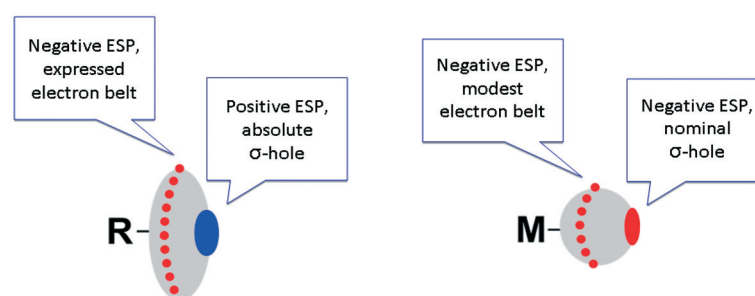 Negative ESP,
expressed
electron belt
Positive ESP,
absolute
σ-hole
R
Negative ESP,
modest
electron belt
Negative ESP,
nominal
σ-hole
M